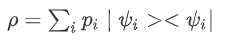 ρ = ∑ᵢ pᵢ | ψᵢ >< ψᵢ|